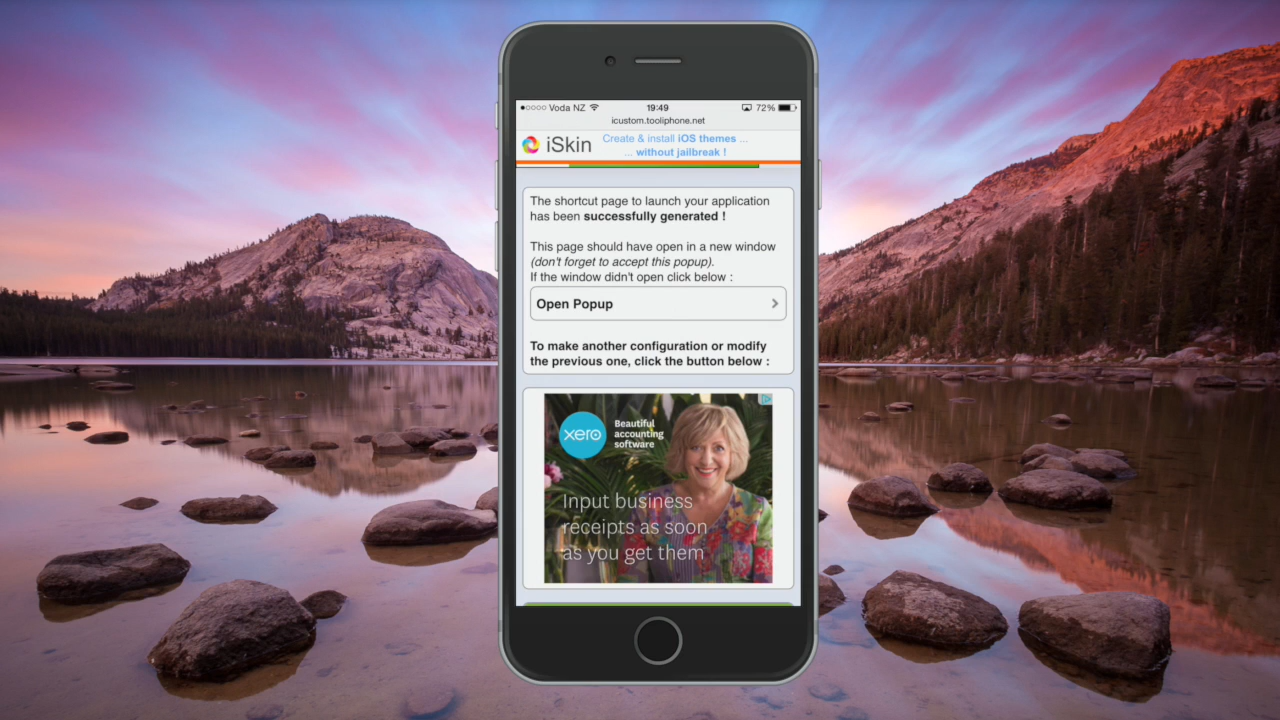 ●○○○○ Voda NZ 19:49 72%
icustom.tooliphone.net
iSkin
Create & install iOS themes ...
... without jailbreak !
The shortcut page to launch your application
has been successfully generated !
This page should have open in a new window
(don't forget to accept this popup).
If the window didn't open click below :
Open Popup
To make another configuration or modify
the previous one, click the button below :
xero
Beautiful
accounting
software
Input business
receipts as soon
as you get them